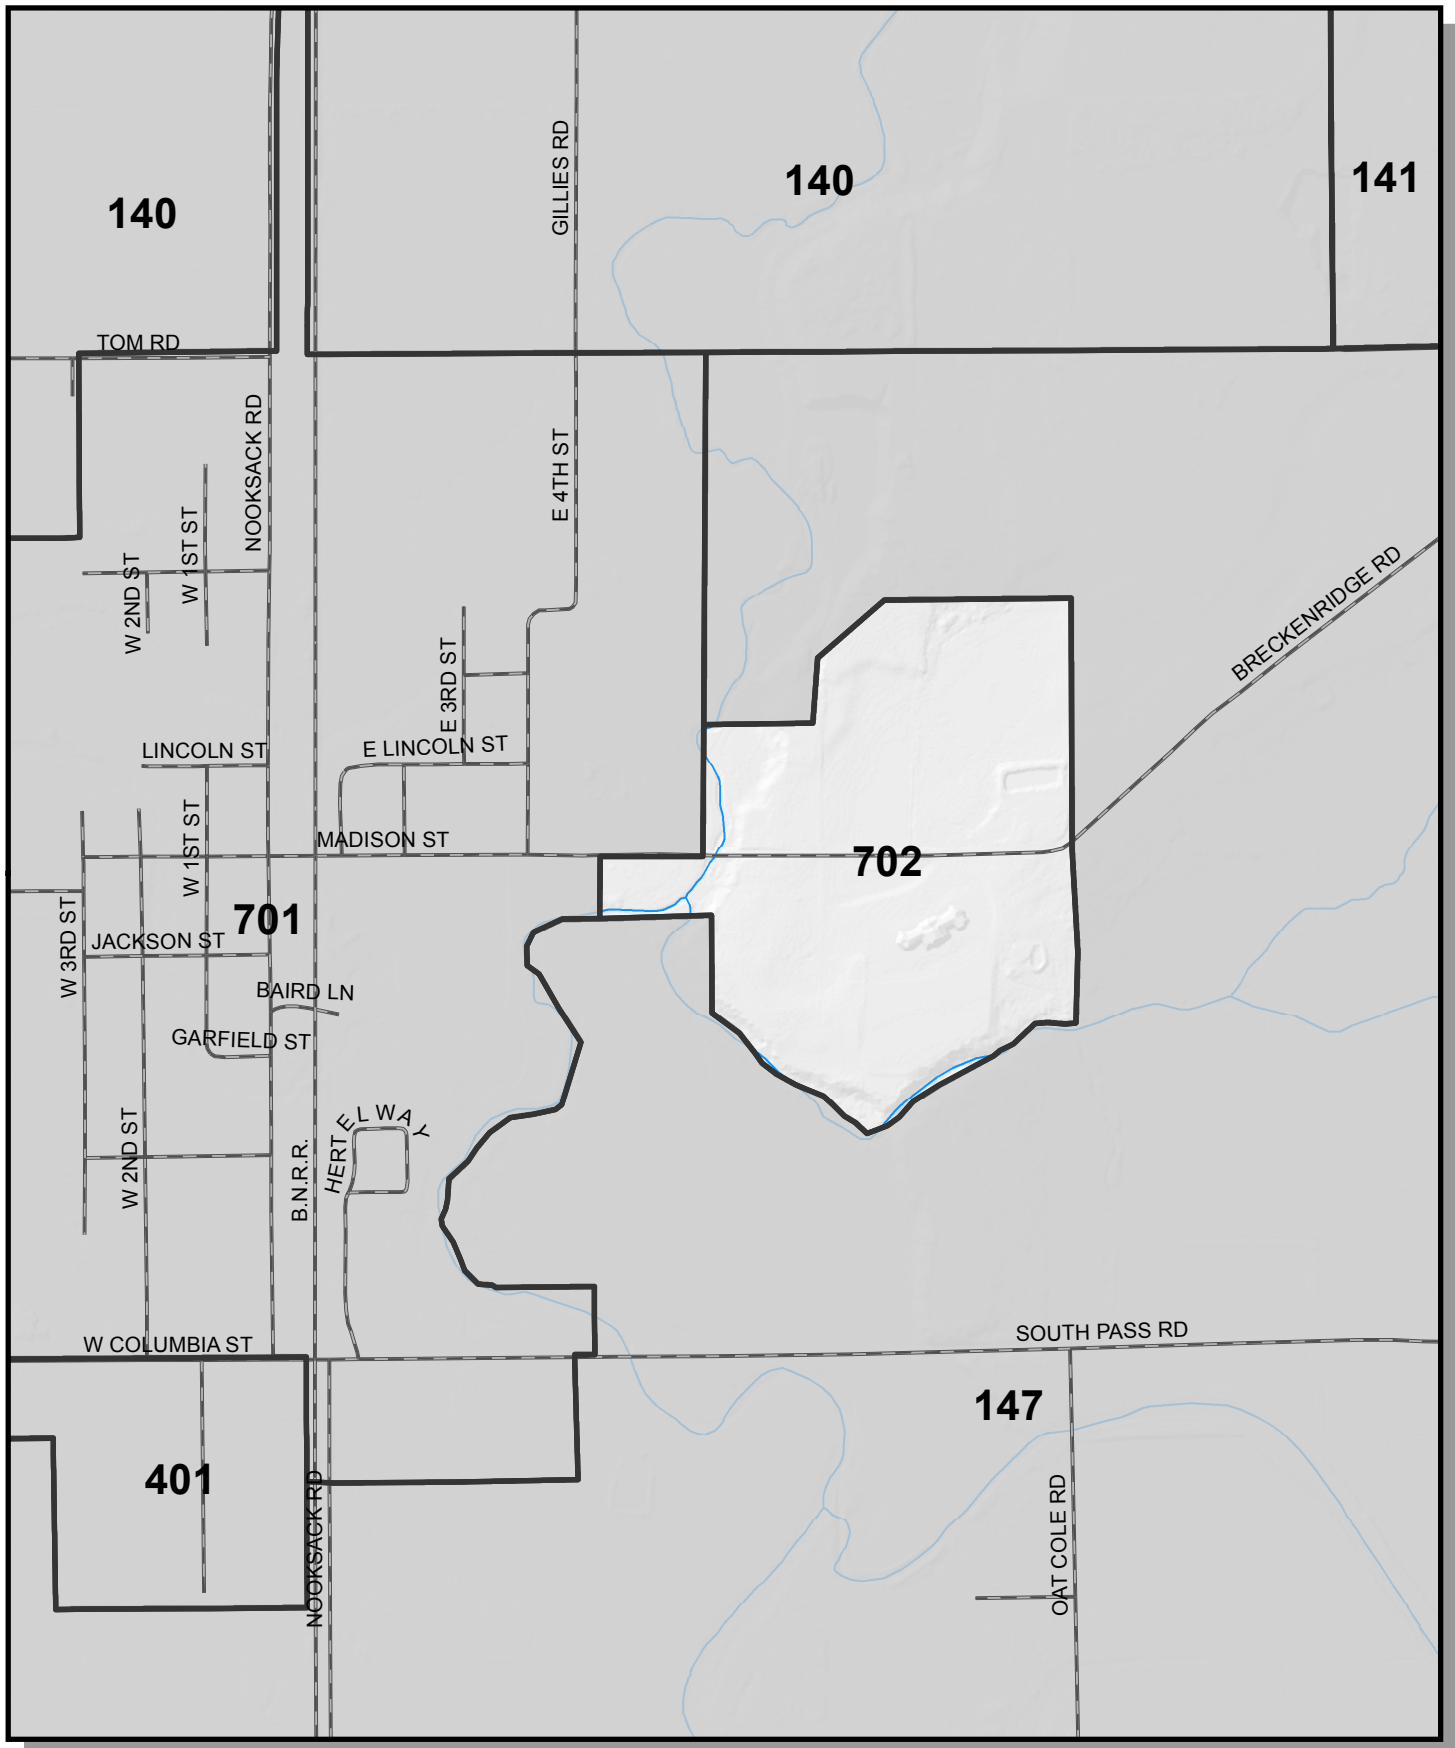 140
140
141
GILLIES RD
TOM RD
NOOKSACK RD
E 4TH ST
W 1ST ST
W 2ND ST
BRECKENRIDGE RD
E 3RD ST
LINCOLN ST
E LINCOLN ST
W 1ST ST
MADISON ST
702
701
W 3RD ST
JACKSON ST
BAIRD LN
GARFIELD ST
HERTEL WAY
W 2ND ST
B.N.R.R.
W COLUMBIA ST
SOUTH PASS RD
147
401
NOOKSACK RD
OAT COLE RD